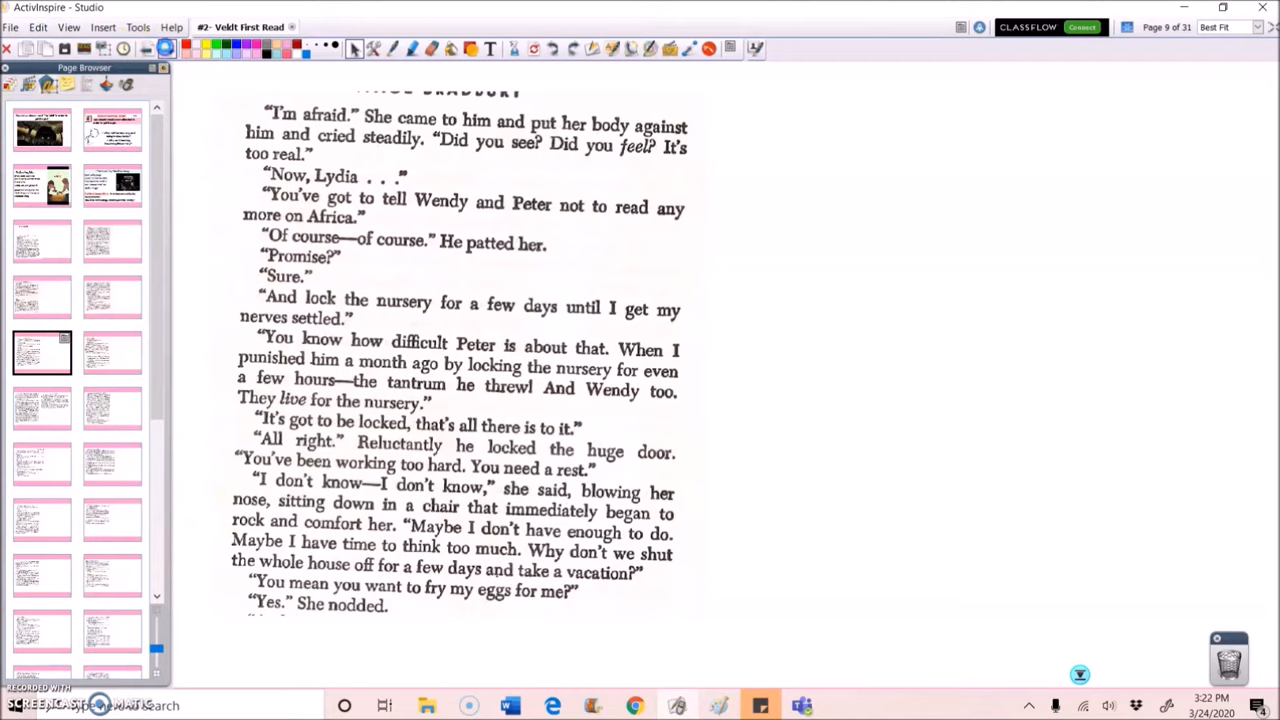 ActivInspire - Studio
File Edit View Insert Tools Help #2- Veldt First Read CLASSFLOW Connect Page 9 of 31 Best Fit
Page Browser
"I'm afraid." She came to him and put her body against
him and cried steadily. "Did you see? Did you feel? It's
too real."
"Now, Lydia . . ."
"You've got to tell Wendy and Peter not to read any
more on Africa."
"Of course—of course." He patted her.
"Promise?"
"Sure."
"And lock the nursery for a few days until I get my
nerves settled."
"You know how difficult Peter is about that. When I
punished him a month ago by locking the nursery for even
a few hours—the tantrum he threw! And Wendy too.
They live for the nursery."
"It's got to be locked, that's all there is to it."
"All right." Reluctantly he locked the huge door.
"You've been working too hard. You need a rest."
"I don't know—I don't know," she said, blowing her
nose, sitting down in a chair that immediately began to
rock and comfort her. "Maybe I don't have enough to do.
Maybe I have time to think too much. Why don't we shut
the whole house off for a few days and take a vacation?"
"You mean you want to fry my eggs for me?"
"Yes." She nodded.
RECORDED WITH
SCREENCAST MATIC
Type here to search
3:22 PM
3/24/2020